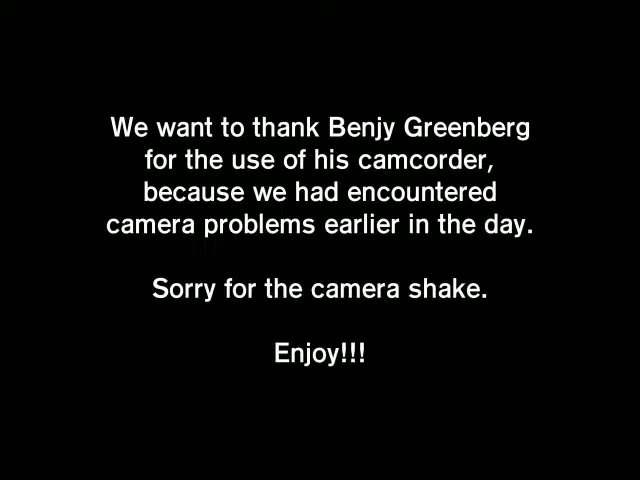 We want to thank Benjy Greenberg
for the use of his camcorder,
because we had encountered
camera problems earlier in the day.
Sorry for the camera shake.
Enjoy!!!